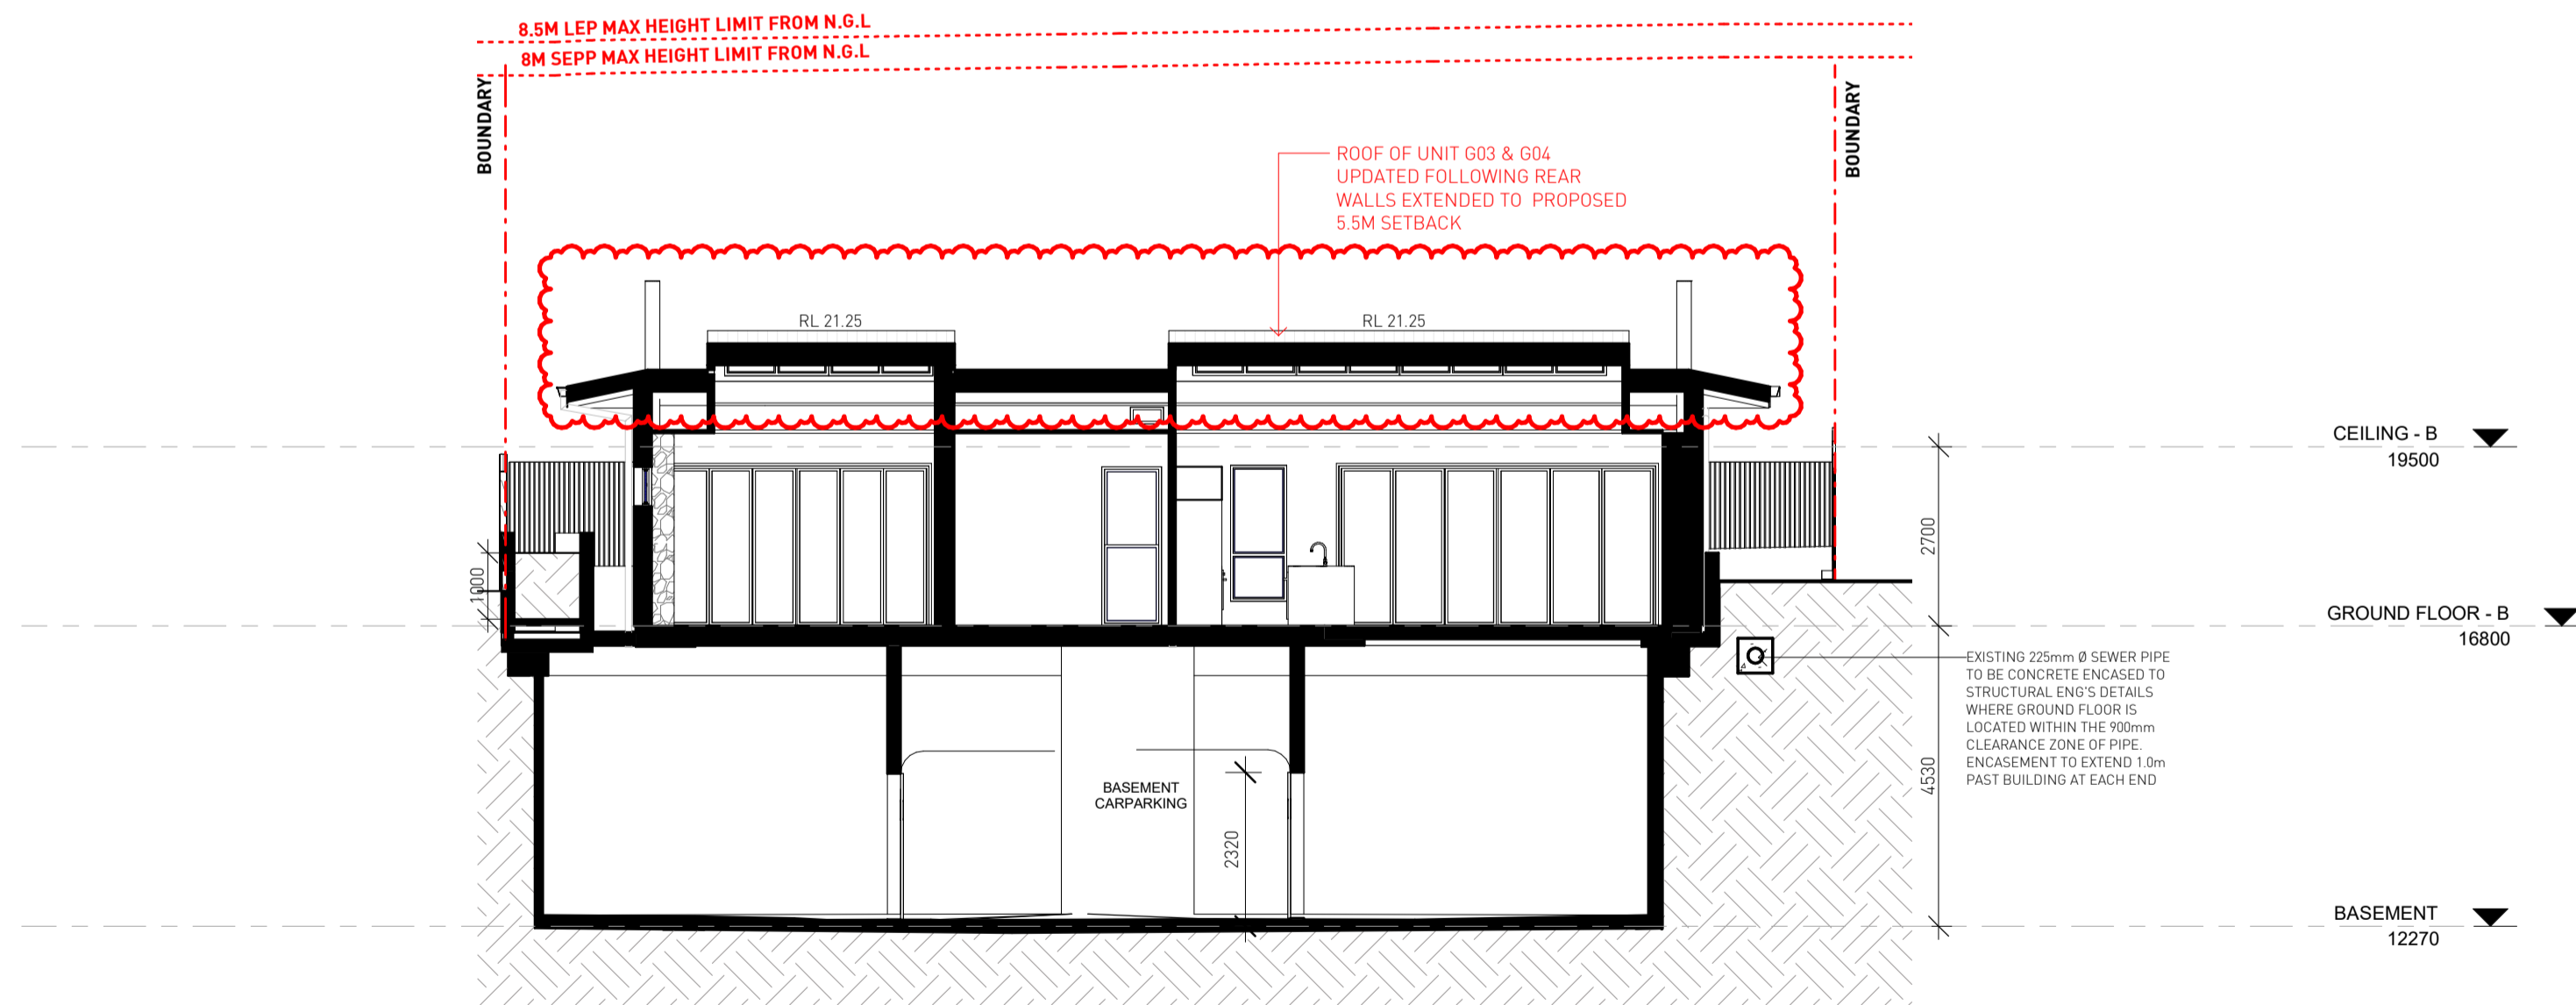 8.5M LEP MAX HEIGHT LIMIT FROM N.G.L
8M SEPP MAX HEIGHT LIMIT FROM N.G.L
BOUNDARY
BOUNDARY
ROOF OF UNIT G03 & G04
UPDATED FOLLOWING REAR
WALLS EXTENDED TO PROPOSED
5.5M SETBACK
RL 21.25
RL 21.25
CEILING - B
19500
2700
1000
GROUND FLOOR - B
16800
EXISTING 225mm Ø SEWER PIPE
TO BE CONCRETE ENCASED TO
STRUCTURAL ENG'S DETAILS
WHERE GROUND FLOOR IS
LOCATED WITHIN THE 900mm
CLEARANCE ZONE OF PIPE.
ENCASEMENT TO EXTEND 1.0m
PAST BUILDING AT EACH END
4530
BASEMENT
CARPARKING
2320
BASEMENT
12270